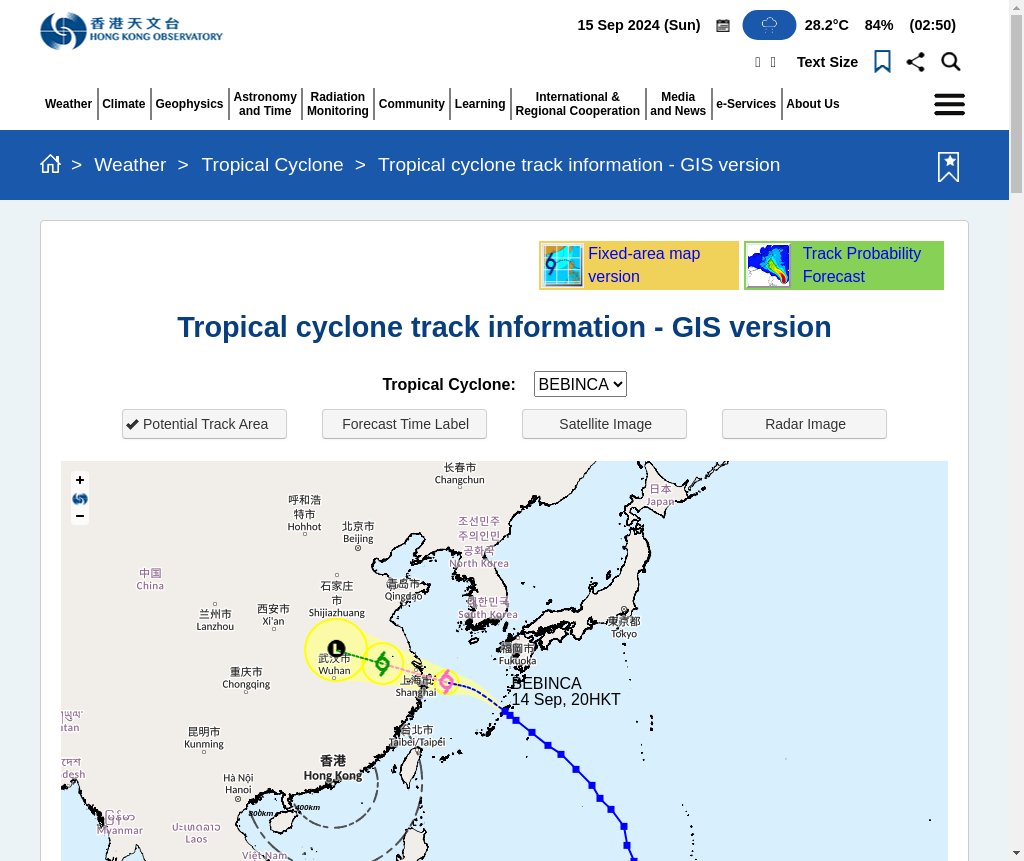 香港天文台
HONG KONG OBSERVATORY
15 Sep 2024 (Sun)
28.2°C 84% (02:50)
Text Size
Weather
Climate
Geophysics
Astronomy
and Time
Radiation
Monitoring
Community
Learning
International &
Regional Cooperation
Media
and News
e-Services
About Us
> Weather > Tropical Cyclone > Tropical cyclone track information - GIS version
Fixed-area map
version
Track Probability
Forecast
Tropical cyclone track information - GIS version
Tropical Cyclone: BEBINCA
Potential Track Area
Forecast Time Label
Satellite Image
Radar Image
+
−
长春市
Changchun
日本
Japan
呼和浩
特市
Hohhot
北京市
Beijing
조선민주
주의인민
공화국
North Korea
中国
China
石家庄
市
Shijiazhuang
青岛市
Qingdao
대한민국
South Korea
兰州市
Lanzhou
西安市
Xi'an
東京都
Tokyo
福岡市
Fukuoka
L
武汉市
Wuhan
重庆市
Chongqing
上海市
Shanghai
BEBINCA
14 Sep, 20HKT
昆明市
Kunming
台北市
Taibei/Taipei
香港
Hong Kong
Hà Nội
Hanoi
400km
800km
မြန်မာ
Myanmar
ປະເທດລາວ
Laos
Việt Nam